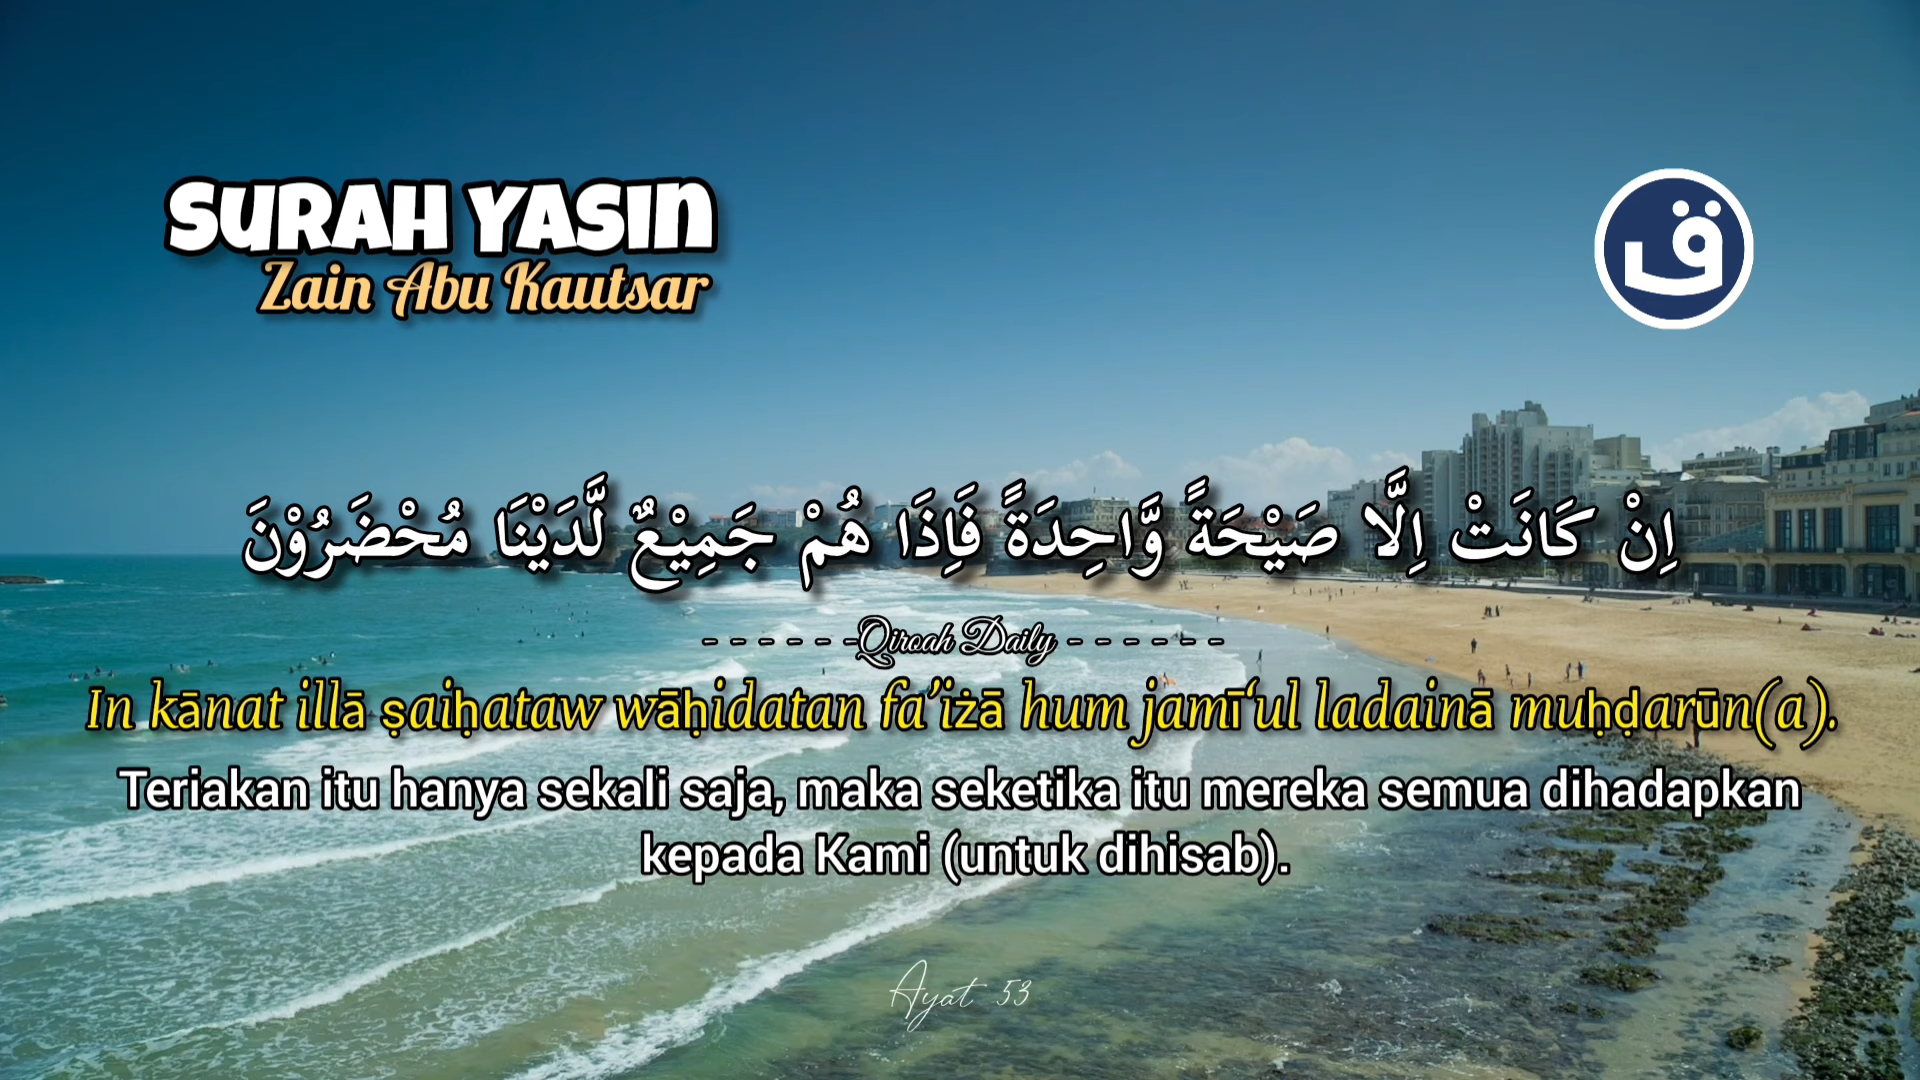 SURAH YASIN
Zain Abu Kautsar
ق
اِنْ كَانَتْ اِلَّا صَيْحَةً وَّاحِدَةً فَاِذَا هُمْ جَمِيْعٌ لَّدَيْنَا مُحْضَرُوْنَ
------Qiroah Daily------
In kānat illā ṣaiḥataw wāḥidatan fa’iżā hum jamī‘ul ladainā muḥḍarūn(a).
Teriakan itu hanya sekali saja, maka seketika itu mereka semua dihadapkan
kepada Kami (untuk dihisab).
Ayat 53